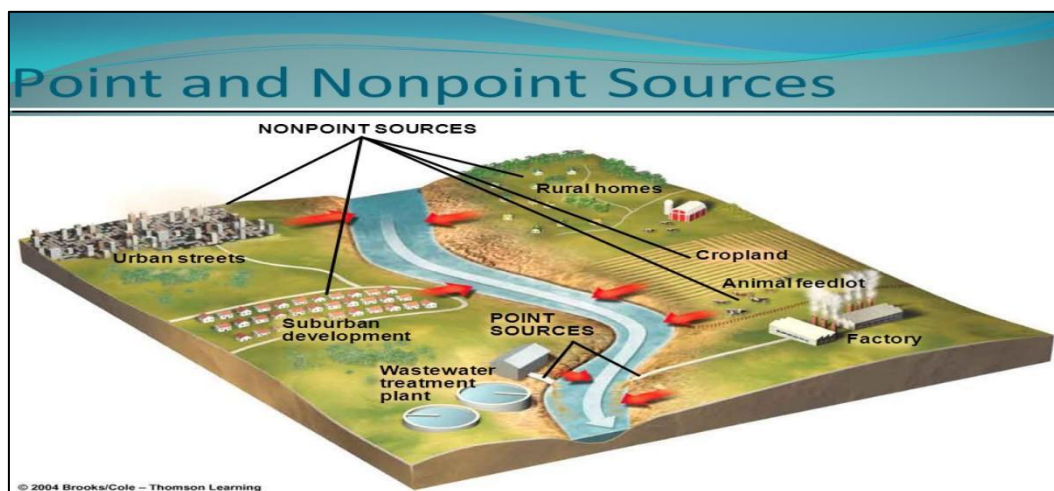 Point and Nonpoint Sources
NONPOINT SOURCES
Rural homes
Urban streets
Cropland
Animal feedlot
Suburban
development
POINT
SOURCES
Factory
Wastewater
treatment
plant
© 2004 Brooks/Cole – Thomson Learning